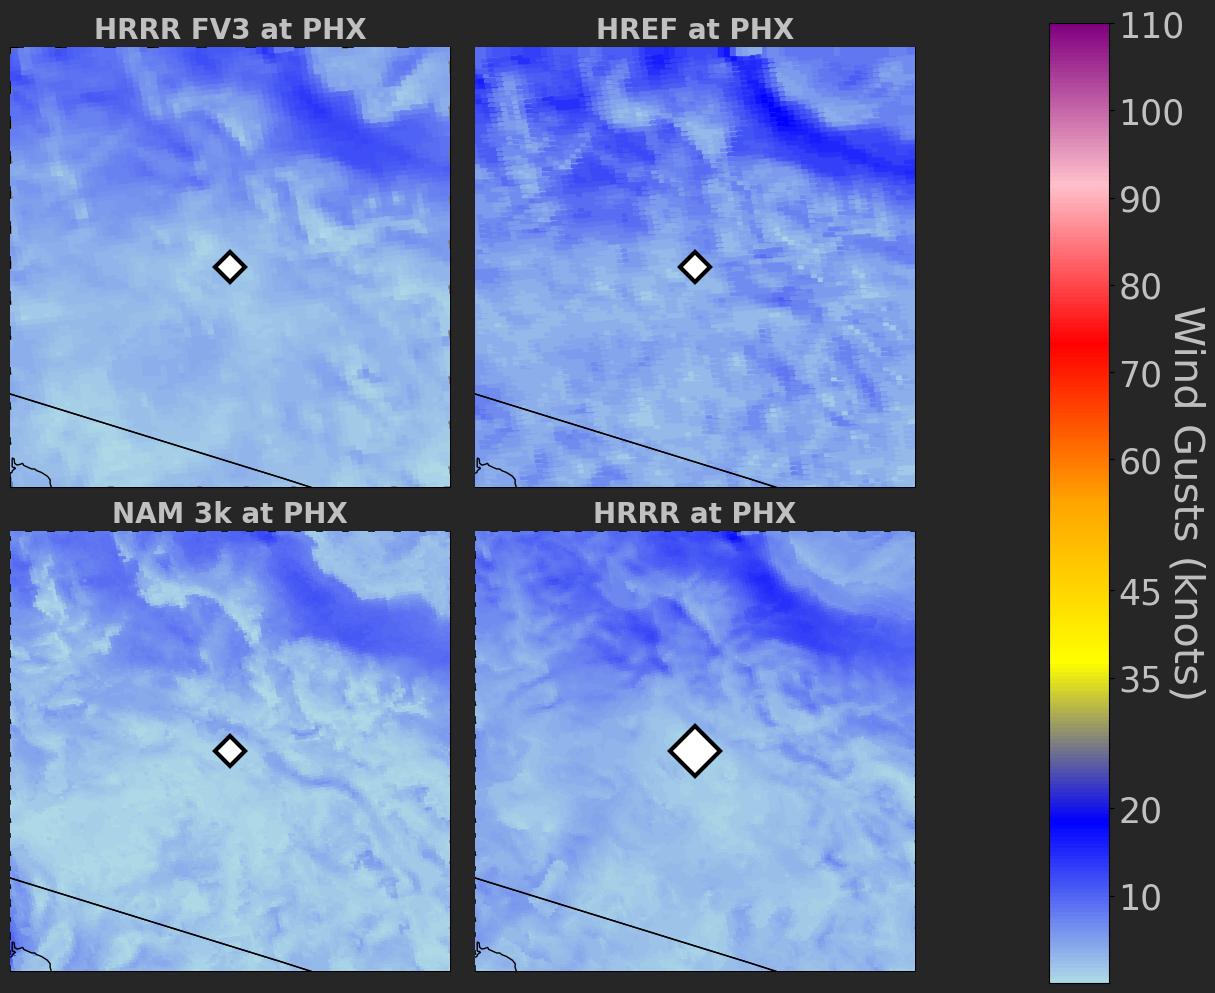 HRRR FV3 at PHX
HREF at PHX
NAM 3k at PHX
HRRR at PHX
110
100
90
80
70
60
45
35
20
10
Wind Gusts (knots)